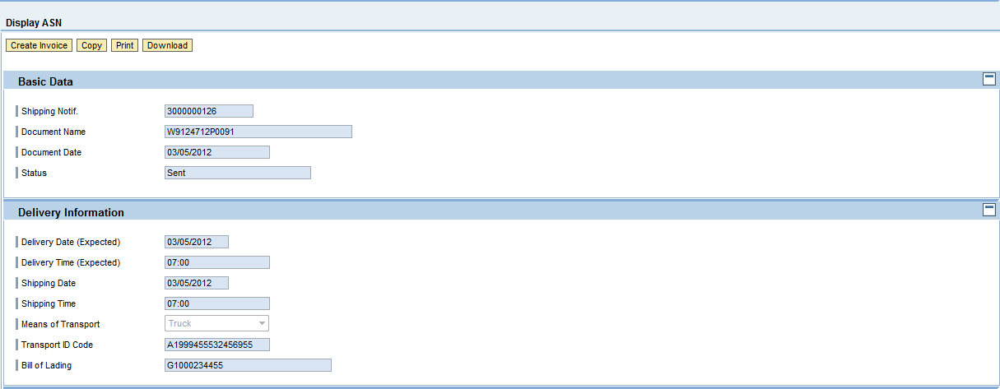 Display ASN
Create Invoice Copy Print Download
Basic Data
Shipping Notif. 3000000126
Document Name W9124712P0091
Document Date 03/05/2012
Status Sent
Delivery Information
Delivery Date (Expected) 03/05/2012
Delivery Time (Expected) 07:00
Shipping Date 03/05/2012
Shipping Time 07:00
Means of Transport Truck
Transport ID Code A1999455532456955
Bill of Lading G1000234455